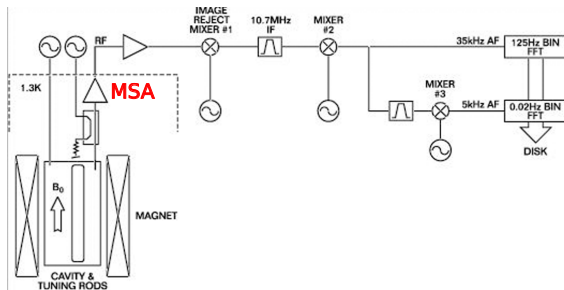 IMAGE
REJECT
MIXER #1
10.7MHz
IF
MIXER
#2
RF
35kHz AF
125Hz BIN
FFT
1.3K
MSA
MIXER
#3
5kHz AF
0.02Hz BIN
FFT
DISK
B₀
MAGNET
CAVITY &
TUNING RODS